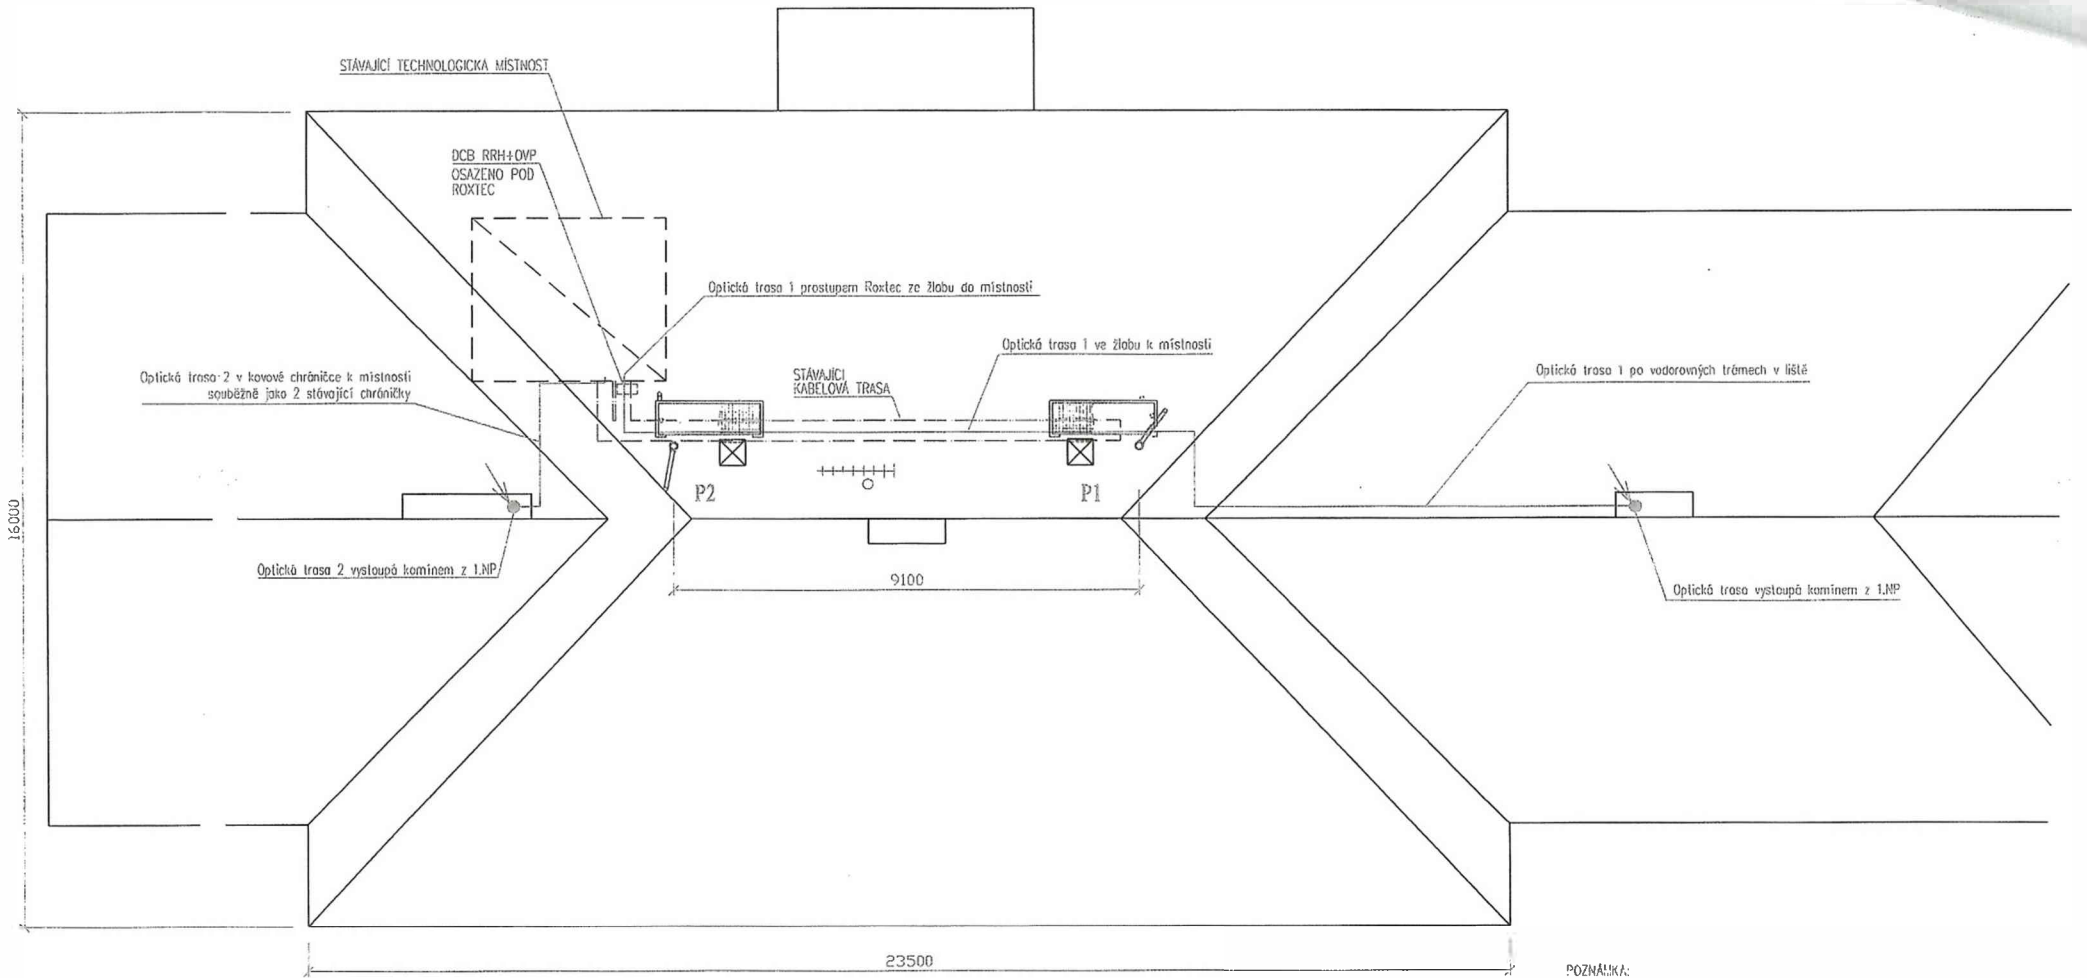 STÁVAJÍCÍ TECHNOLOGICKÁ MÍSTNOST
DCB RRH+OVP
OSAZENO POD
ROXTEC
Optická trasa 1 prostupem Roxtec ze žlabu do místnosti
Optická trasa 1 ve žlabu k místnosti
STÁVAJÍCÍ
KABELOVÁ TRASA
Optická trasa 1 po vodorovných trámech v liště
Optická trasa 2 v kovové chráničce k místnosti
souběžně jako 2 stávající chráničky
P2
P1
16000
Optická trasa 2 vystoupá komínem z 1.NP
9100
Optická trasa vystoupá komínem z 1.NP
23500
POZNÁMKA: